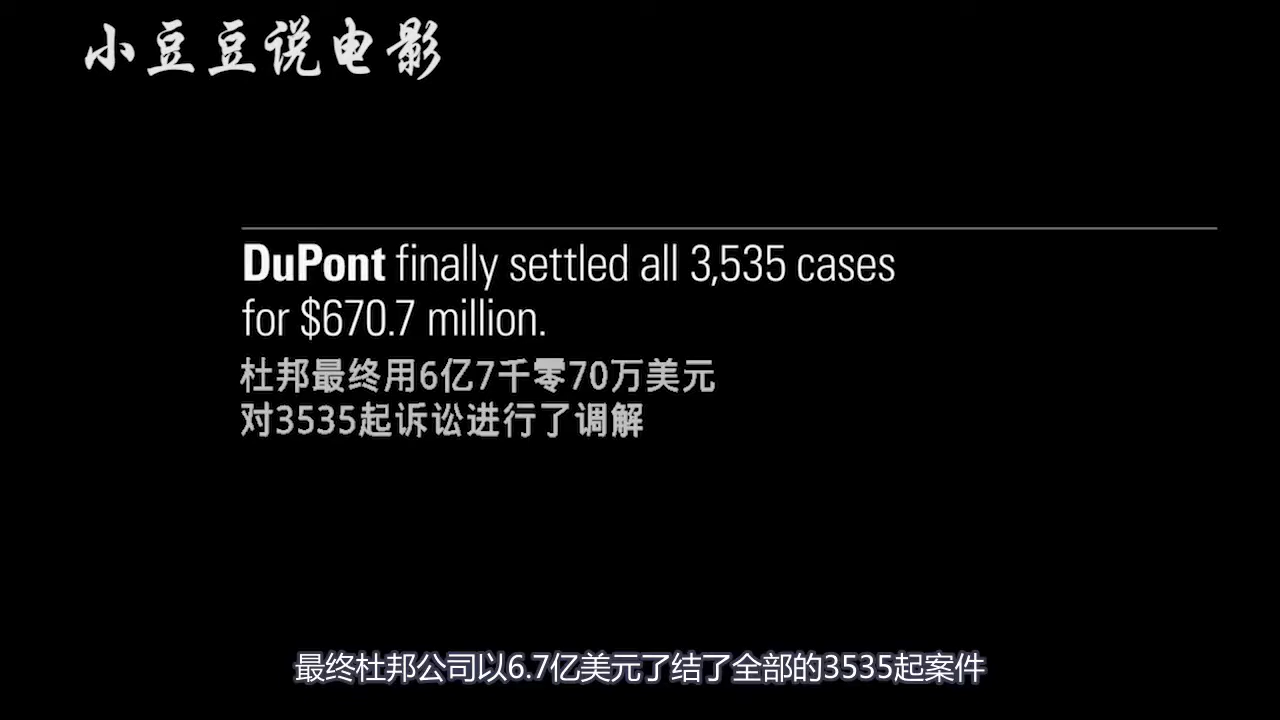 小豆豆说电影
DuPont finally settled all 3,535 cases
for $670.7 million.
杜邦最终用6亿7千零70万美元
对3535起诉讼进行了调解
最终杜邦公司以6.7亿美元了结了全部的3535起案件